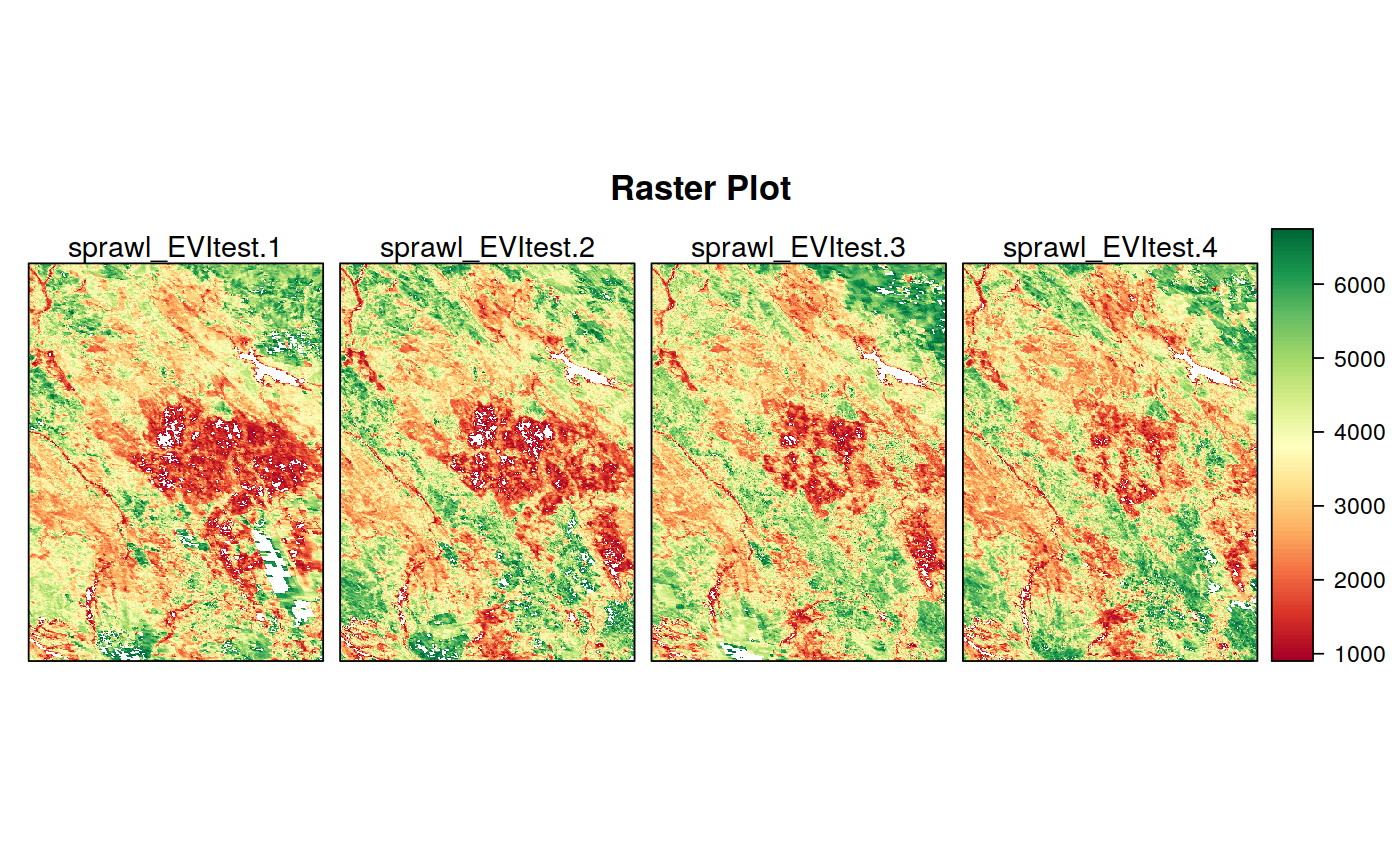 Raster Plot
sprawl_EVItest.1
sprawl_EVItest.2
sprawl_EVItest.3
sprawl_EVItest.4
6000
5000
4000
3000
2000
1000